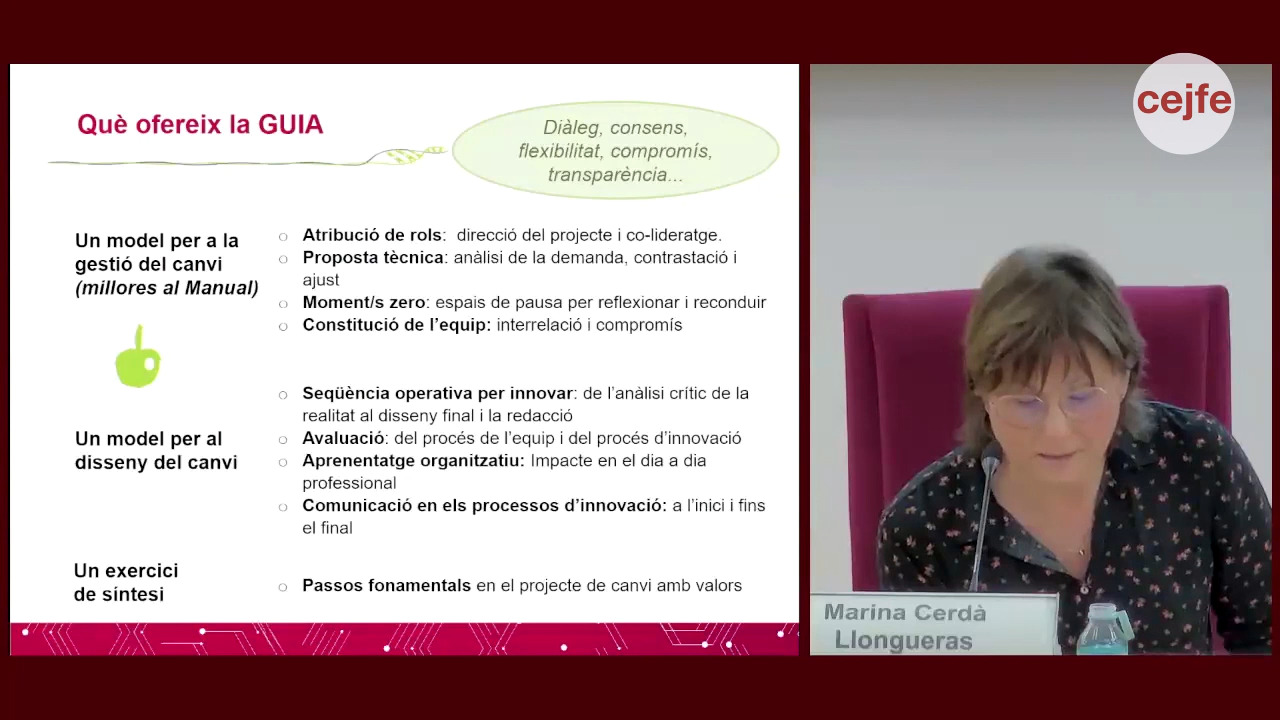 cejfe
Què ofereix la GUIA
Diàleg, consens,
flexibilitat, compromís,
transparència...
Un model per a la
gestió del canvi
(millores al Manual)
Atribució de rols: direcció del projecte i co-lideratge.
Proposta tècnica: anàlisi de la demanda, contrastació i
ajust
Moment/s zero: espais de pausa per reflexionar i reconduir
Constitució de l'equip: interrelació i compromís
Un model per al
disseny del canvi
Seqüència operativa per innovar: de l'anàlisi crític de la
realitat al disseny final i la redacció
Avaluació: del procés de l'equip i del procés d'innovació
Aprenentatge organitzatiu: Impacte en el dia a dia
professional
Comunicació en els processos d'innovació: a l'inici i fins
el final
Un exercici
de síntesi
Passos fonamentals en el projecte de canvi amb valors
Marina Cerdà
Llongueras